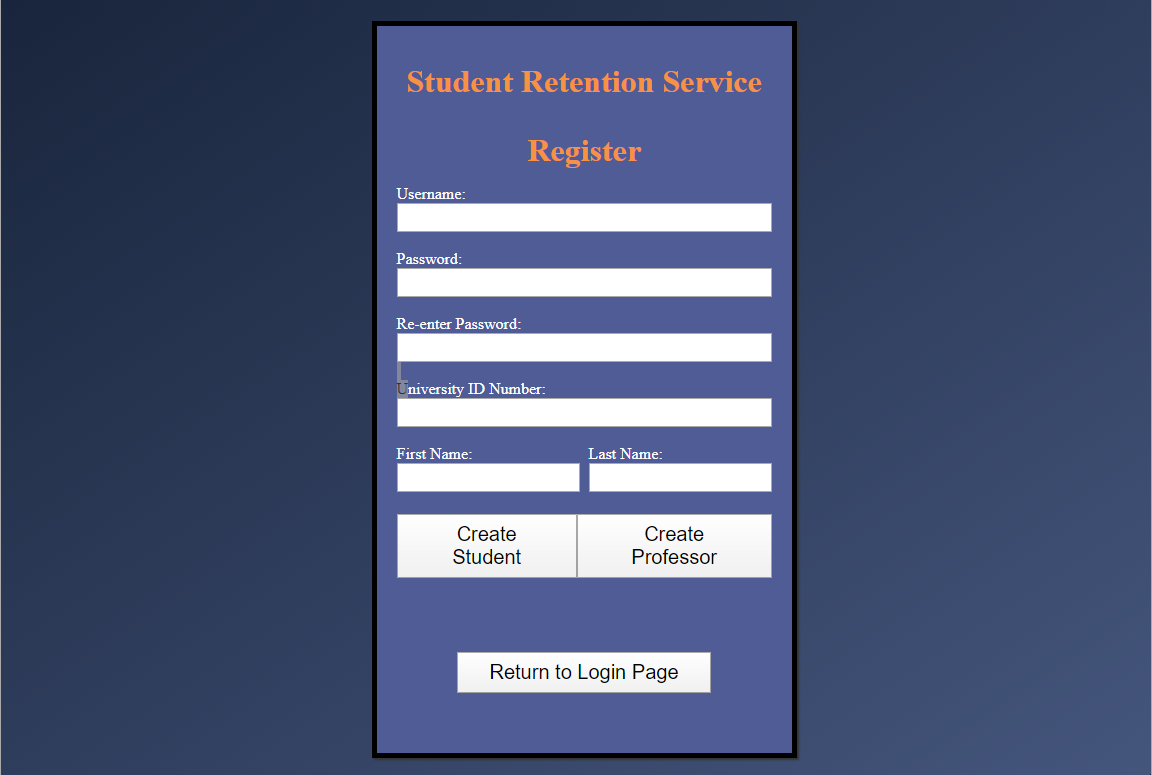 Student Retention Service
Register
Username:
Password:
Re-enter Password:
University ID Number:
First Name: Last Name:
Create Student
Create Professor
Return to Login Page